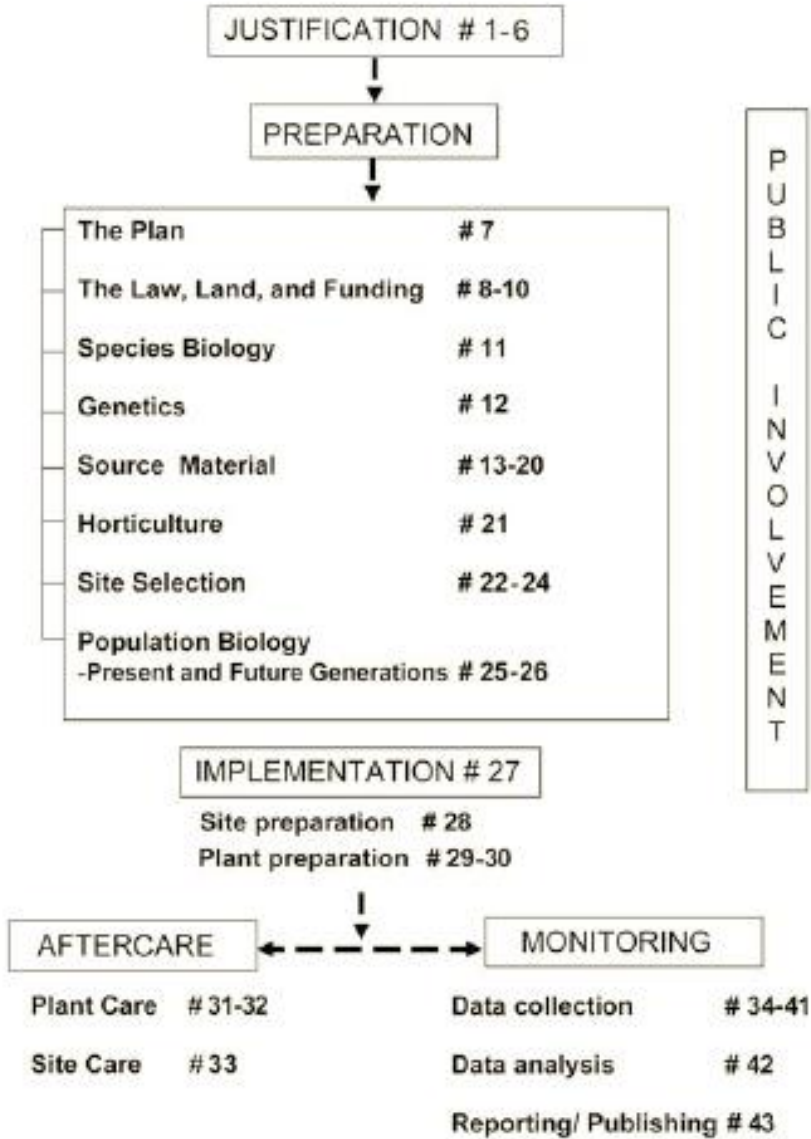 JUSTIFICATION # 1-6
PREPARATION
The Plan # 7
The Law, Land, and Funding # 8-10
Species Biology # 11
Genetics # 12
Source Material # 13-20
Horticulture # 21
Site Selection # 22-24
Population Biology
-Present and Future Generations # 25-26
PUBLIC INVOLVEMENT
IMPLEMENTATION # 27
Site preparation # 28
Plant preparation # 29-30
AFTERCARE
Plant Care # 31-32
Site Care # 33
MONITORING
Data collection # 34-41
Data analysis # 42
Reporting/ Publishing # 43